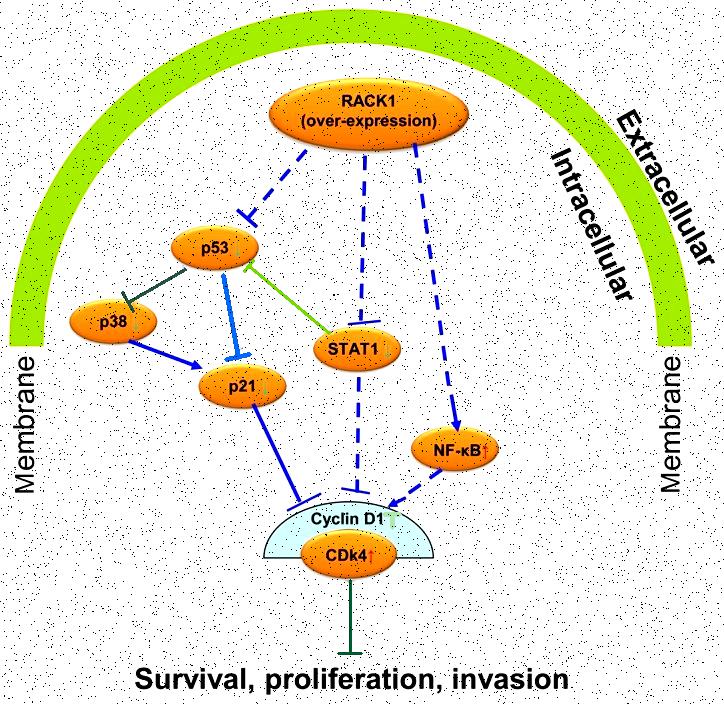 RACK1
(over-expression)
Extracellular
Intracellular
p53
p38
STAT1
p21
Membrane
Membrane
NF-κB↑
Cyclin D1↑
CDk4↑
Survival, proliferation, invasion